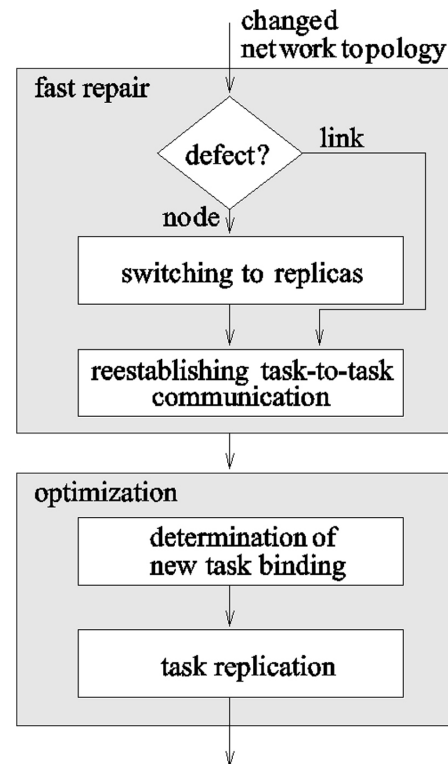 changed
network topology
fast repair
defect?
link
node
switching to replicas
reestablishing task-to-task
communication
optimization
determination of
new task binding
task replication